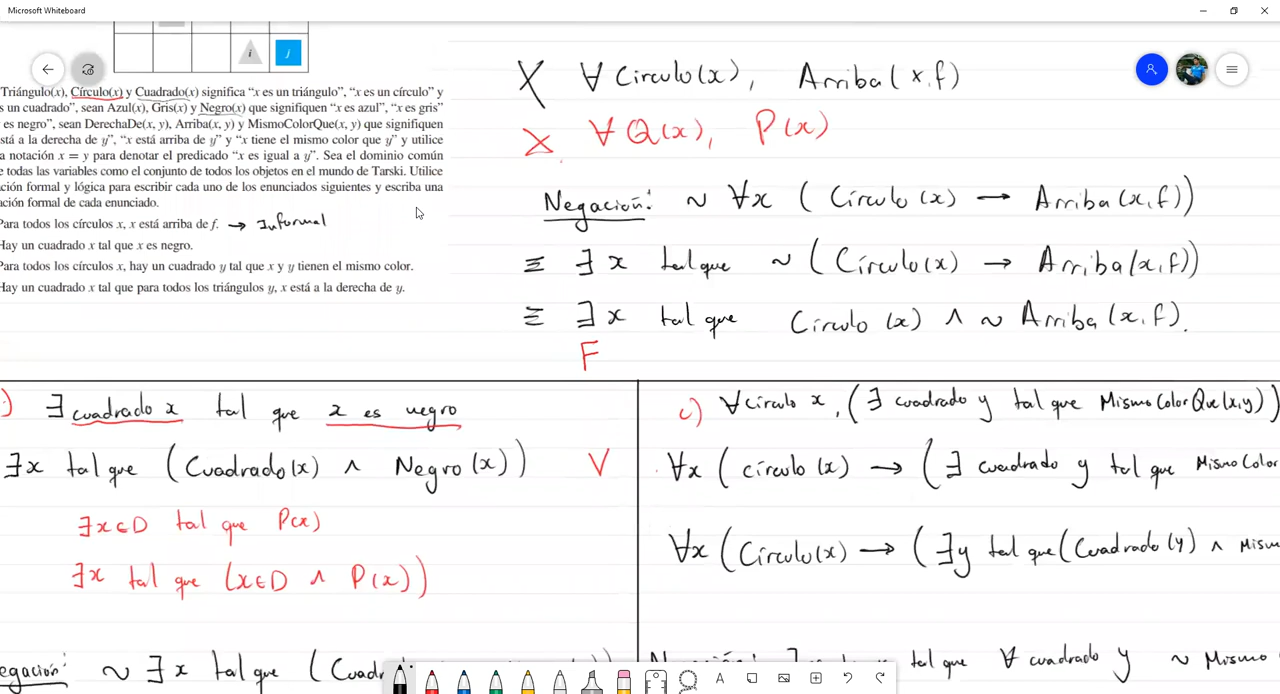 Microsoft Whiteboard
i
j
Triángulo(x), Círculo(x) y Cuadrado(x) significa “x es un triángulo”, “x es un círculo” y
s un cuadrado”, sean Azul(x), Gris(x) y Negro(x) que signifiquen “x es azul”, “x es gris”
es negro”, sean DerechaDe(x, y), Arriba(x, y) y MismoColorQue(x, y) que signifiquen
stá a la derecha de y”, “x está arriba de y” y “x tiene el mismo color que y” y utilice
a notación x = y para denotar el predicado “x es igual a y”. Sea el dominio común
e todas las variables como el conjunto de todos los objetos en el mundo de Tarski. Utilice
ción formal y lógica para escribir cada uno de los enunciados siguientes y escriba una
ación formal de cada enunciado.
Para todos los círculos x, x está arriba de f. → Informal
Hay un cuadrado x tal que x es negro.
Para todos los círculos x, hay un cuadrado y tal que x y y tienen el mismo color.
Hay un cuadrado x tal que para todos los triángulos y, x está a la derecha de y.
X ∀ Círculo(x), Arriba(x,f)
X ∀ Q(x), P(x)
Negación: ~ ∀x (Círculo(x) → Arriba(x,f))
≡ ∃x tal que ~(Círculo(x) → Arriba(x,f))
≡ ∃x tal que Círculo(x) ∧ ~ Arriba(x,f).
F
) ∃ cuadrado x tal que x es negro
∃x tal que (Cuadrado(x) ∧ Negro(x)) V
∃x∈D tal que P(x)
∃x tal que (x∈D ∧ P(x))
egación: ~ ∃x tal que (Cuad
c) ∀ círculo x, (∃ cuadrado y tal que MismoColorQue(x,y))
∀x (círculo(x) → (∃ cuadrado y tal que MismoColor
∀x (Círculo(x) → (∃y tal que (Cuadrado(y) ∧ Mism
tal que ∀ cuadrado y ~ Mismo